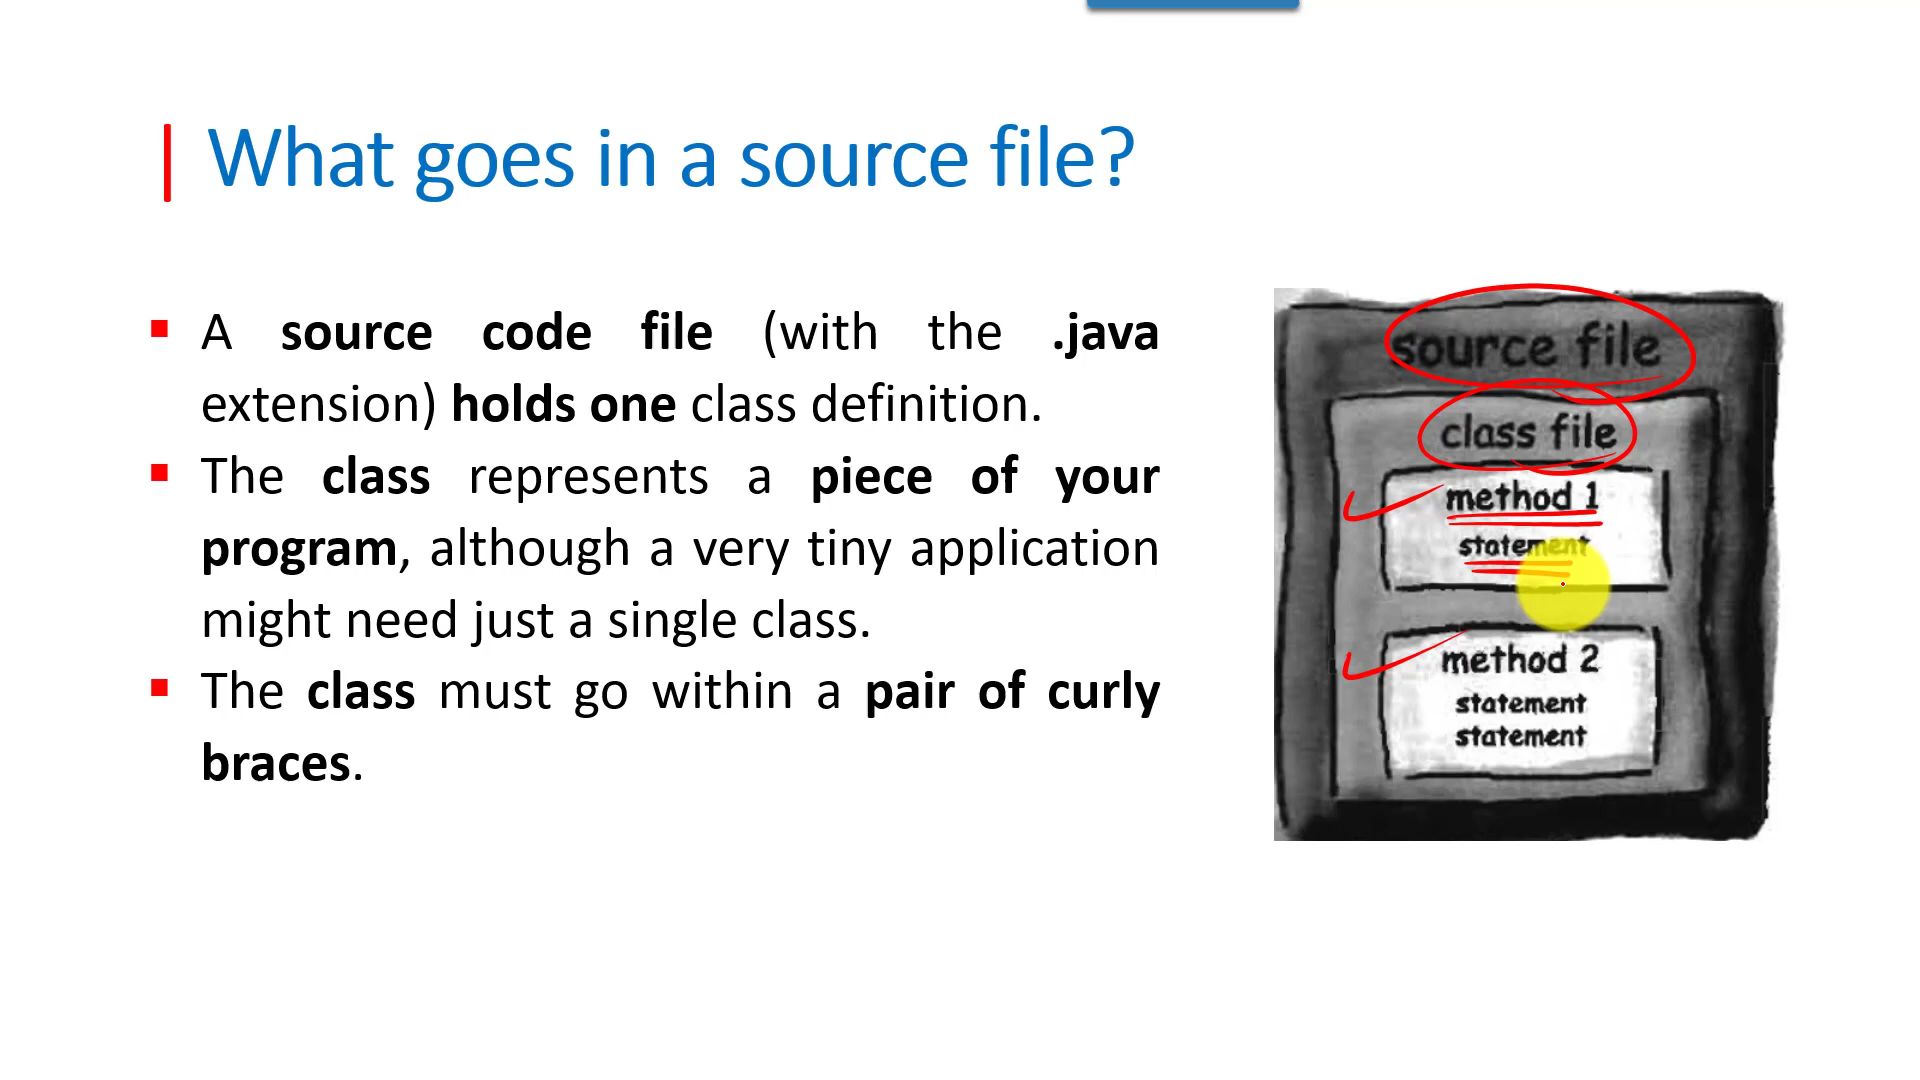 What goes in a source file?
A source code file (with the .java
extension) holds one class definition.
The class represents a piece of your
program, although a very tiny application
might need just a single class.
The class must go within a pair of curly
braces.
source file
class file
method 1
statement
method 2
statement
statement